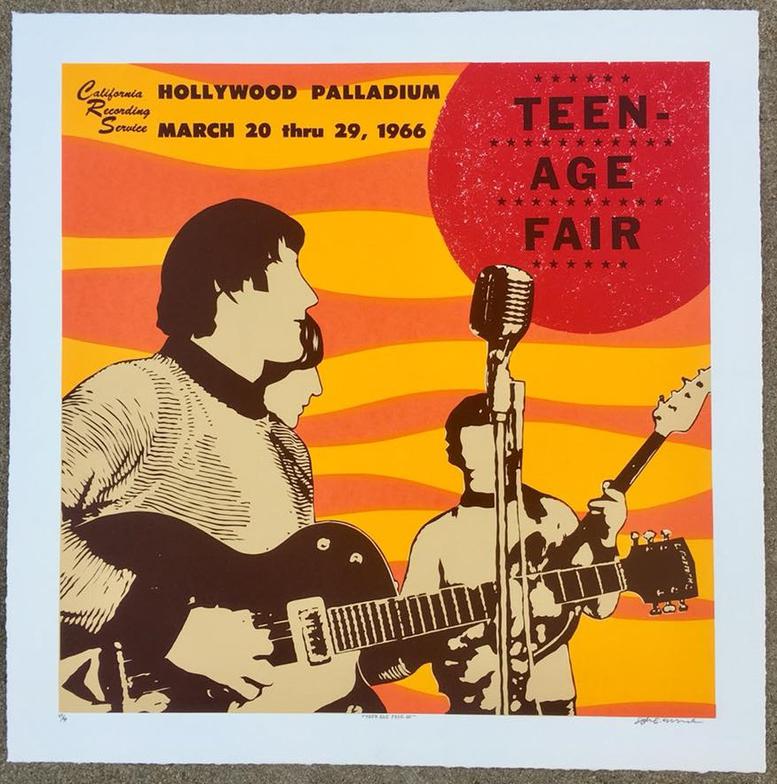 California
Recording
Service
HOLLYWOOD PALLADIUM
MARCH 20 thru 29, 1966
TEEN-
AGE
FAIR